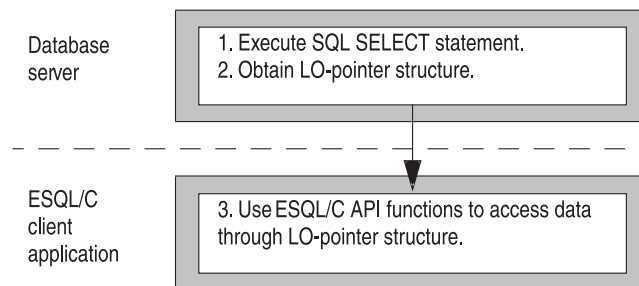 Database
server
1. Execute SQL SELECT statement.
2. Obtain LO-pointer structure.
ESQL/C
client
application
3. Use ESQL/C API functions to access data
through LO-pointer structure.